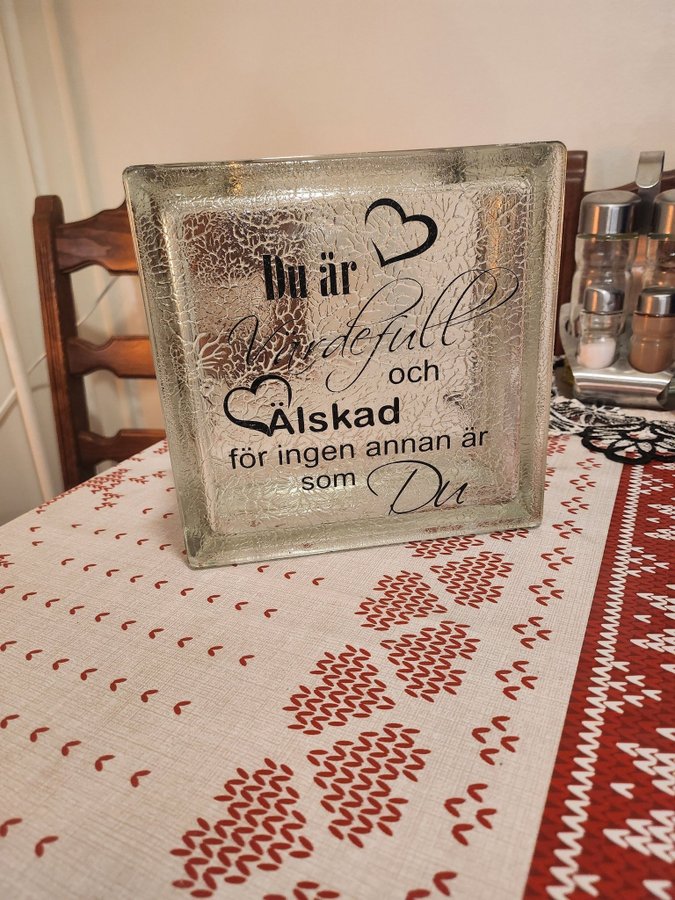 Du är
Värdefull
och
Älskad
för ingen annan är
som Du